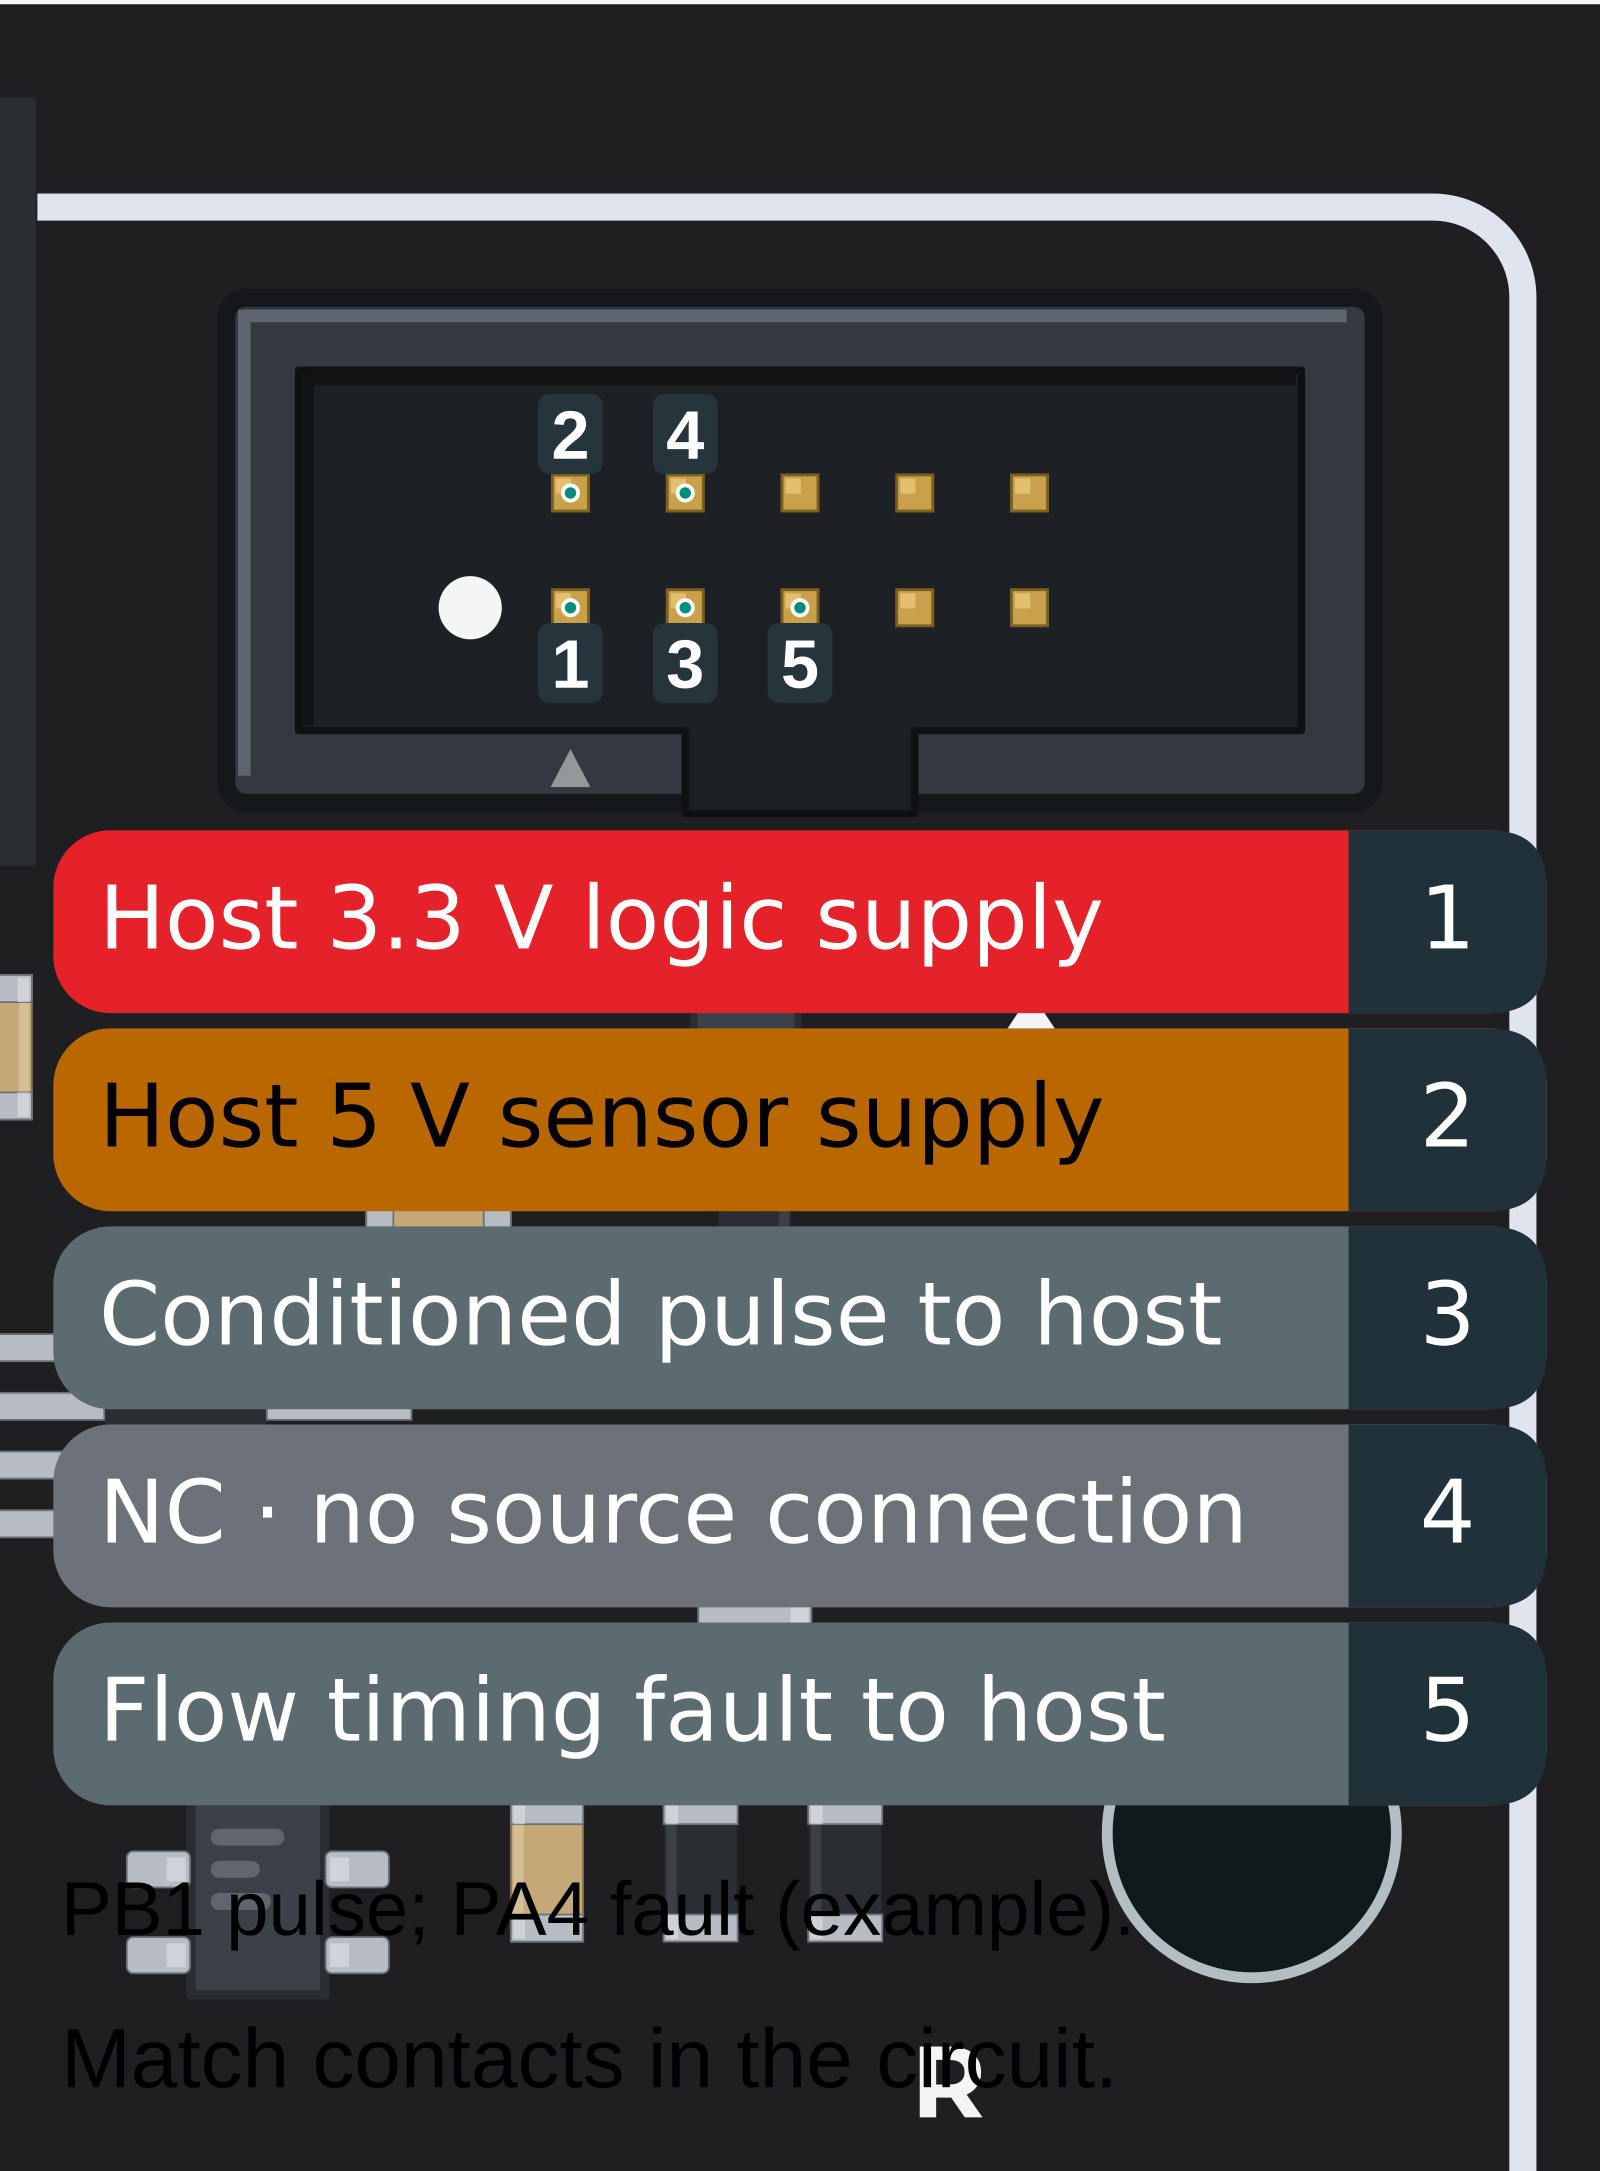 2 4
1 3 5
Host 3.3 V logic supply 1
Host 5 V sensor supply 2
Conditioned pulse to host 3
NC · no source connection 4
Flow timing fault to host 5
PB1 pulse; PA4 fault (example).
Match contacts in the circuit.
R